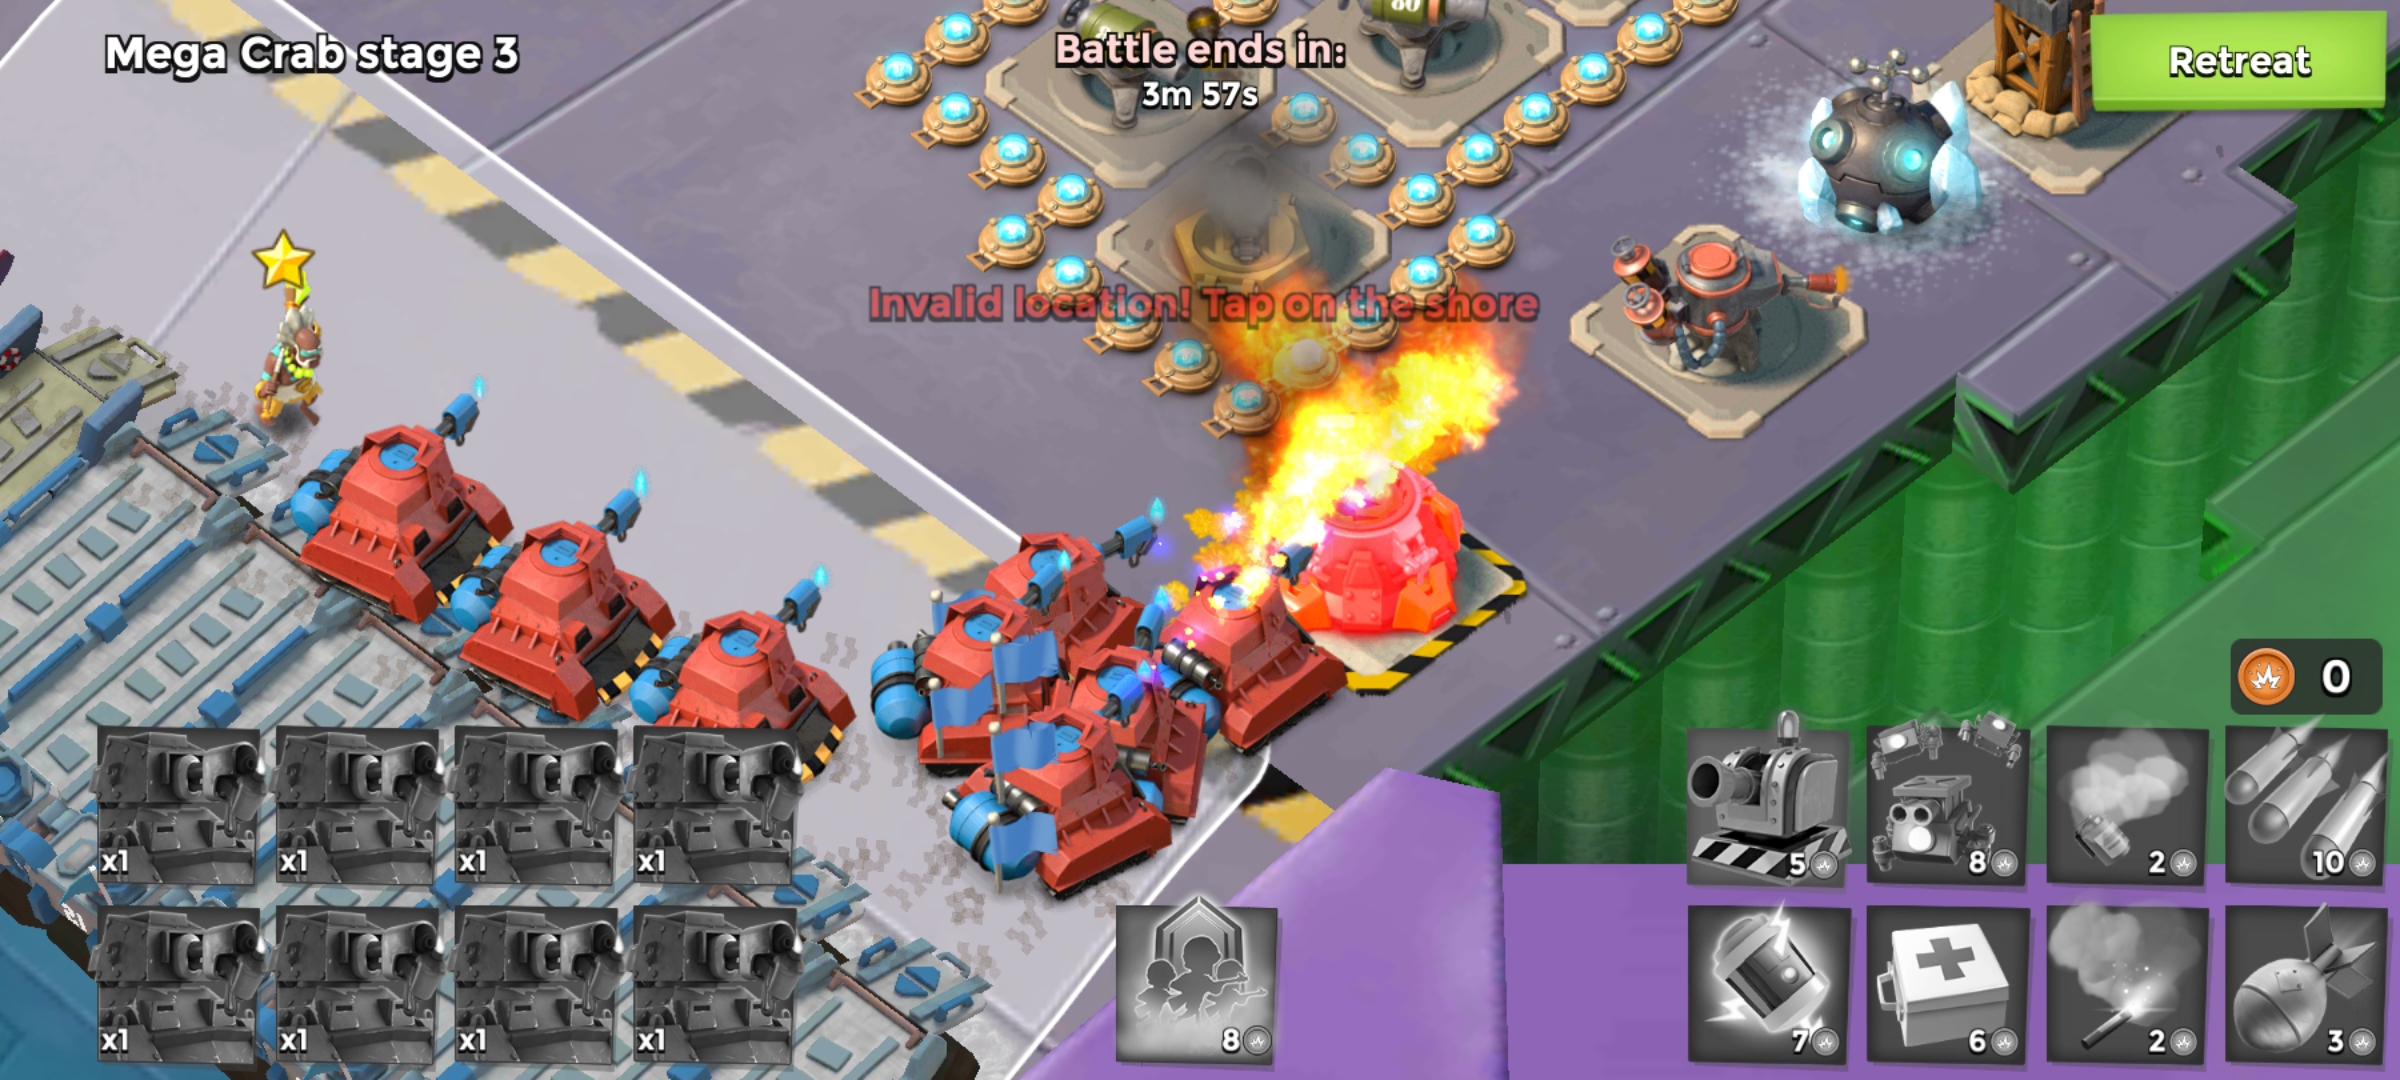 Mega Crab stage 3
Battle ends in:
3m 57s
80
Retreat
Invalid location! Tap on the shore
0
x1
x1
x1
x1
5
8
2
10
x1
x1
x1
x1
8
7
6
2
3